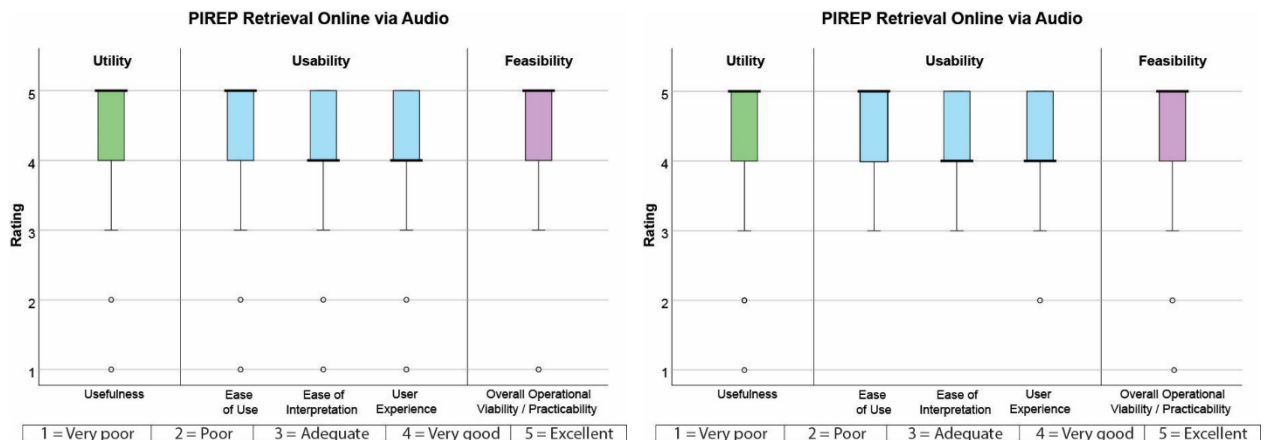 PIREP Retrieval Online via Audio
Utility Usability Feasibility
Rating
5
4
3
2
1
Usefulness
Ease of Use
Ease of Interpretation
User Experience
Overall Operational Viability / Practicability
1 = Very poor 2 = Poor 3 = Adequate 4 = Very good 5 = Excellent
PIREP Retrieval Online via Audio
Utility Usability Feasibility
Rating
5
4
3
2
1
Usefulness
Ease of Use
Ease of Interpretation
User Experience
Overall Operational Viability / Practicability
1 = Very poor 2 = Poor 3 = Adequate 4 = Very good 5 = Excellent